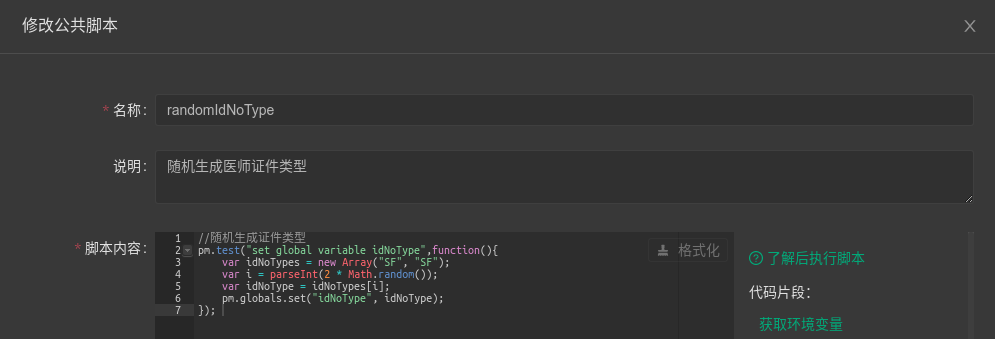 修改公共脚本
* 名称：
randomIdNoType
说明：
随机生成医师证件类型
* 脚本内容：
1 //随机生成证件类型
2 pm.test("set global variable idNoType",function(){
3 var idNoTypes = new Array("SF", "SF");
4 var i = parseInt(2 * Math.random());
5 var idNoType = idNoTypes[i];
6 pm.globals.set("idNoType", idNoType);
7 });
格式化
了解后执行脚本
代码片段：
获取环境变量